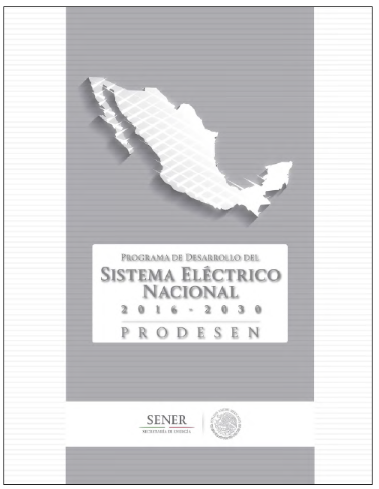 PROGRAMA DE DESARROLLO DEL
SISTEMA ELÉCTRICO
NACIONAL
2016-2030
PRODESEN
SENER
SECRETARÍA DE ENERGÍA